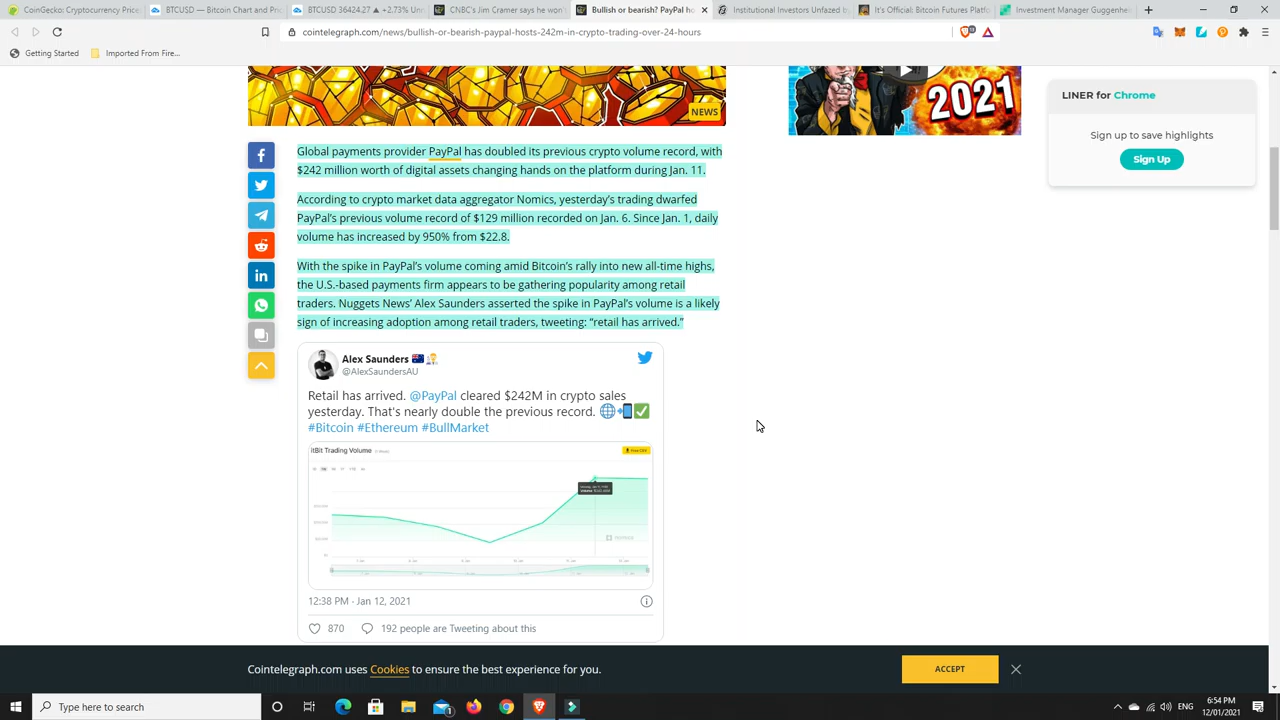 CoinGecko: Cryptocurrency Price
BTCUSD — Bitcoin Chart and Pric
BTCUSD 36424.27 ▲ +2.73% Un
CNBC's Jim Cramer says he won'
Bullish or bearish? PayPal ho
Institutional Investors Unfazed b
It's Official: Bitcoin Futures Platf
Investment Manager Guggenhe
cointelegraph.com/news/bullish-or-bearish-paypal-hosts-242m-in-crypto-trading-over-24-hours
Getting Started
Imported From Fire...
NEWS
2021
LINER for Chrome
Sign up to save highlights
Sign Up
Global payments provider PayPal has doubled its previous crypto volume record, with
$242 million worth of digital assets changing hands on the platform during Jan. 11.
According to crypto market data aggregator Nomics, yesterday's trading dwarfed
PayPal's previous volume record of $129 million recorded on Jan. 6. Since Jan. 1, daily
volume has increased by 950% from $22.8.
With the spike in PayPal's volume coming amid Bitcoin's rally into new all-time highs,
the U.S.-based payments firm appears to be gathering popularity among retail
traders. Nuggets News' Alex Saunders asserted the spike in PayPal's volume is a likely
sign of increasing adoption among retail traders, tweeting: “retail has arrived.”
Alex Saunders
@AlexSaundersAU
Retail has arrived. @PayPal cleared $242M in crypto sales
yesterday. That's nearly double the previous record.
#Bitcoin #Ethereum #BullMarket
itBit Trading Volume
12:38 PM · Jan 12, 2021
870
192 people are Tweeting about this
Cointelegraph.com uses Cookies to ensure the best experience for you.
ACCEPT
Type here to search
6:54 PM
12/01/2021